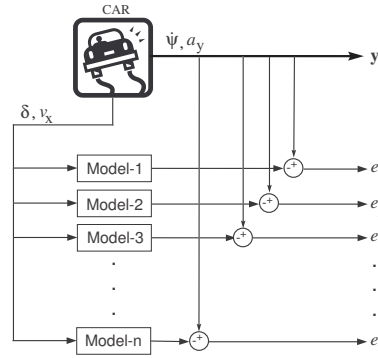 CAR
ψ̇, a_y
y
δ, v_x
Model-1
- +
e
Model-2
- +
e
Model-3
- +
e
. . .
. . .
. . .
Model-n
- +
e